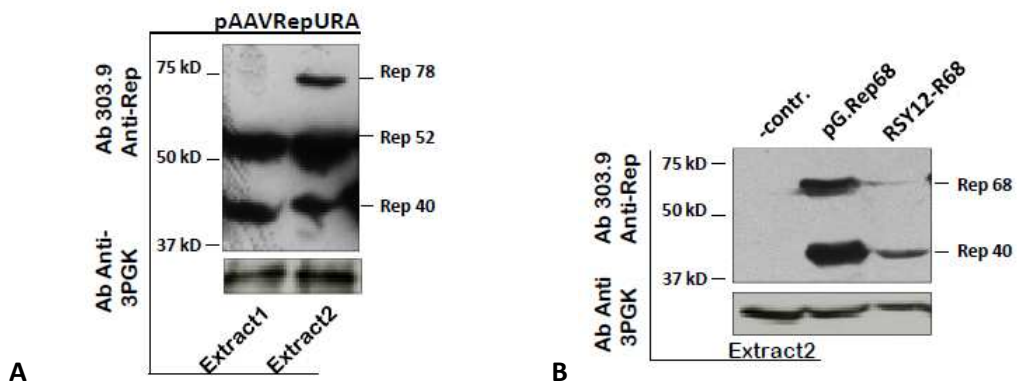 pAAVRepURA
Ab 303.9
Anti-Rep
75 kD
50 kD
37 kD
Rep 78
Rep 52
Rep 40
Ab Anti-
3PGK
Extract1
Extract2
A
-contr.
pG.Rep68
RSY12-R68
Ab 303.9
Anti-Rep
75 kD
50 kD
37 kD
Rep 68
Rep 40
Ab Anti
3PGK
Extract2
B